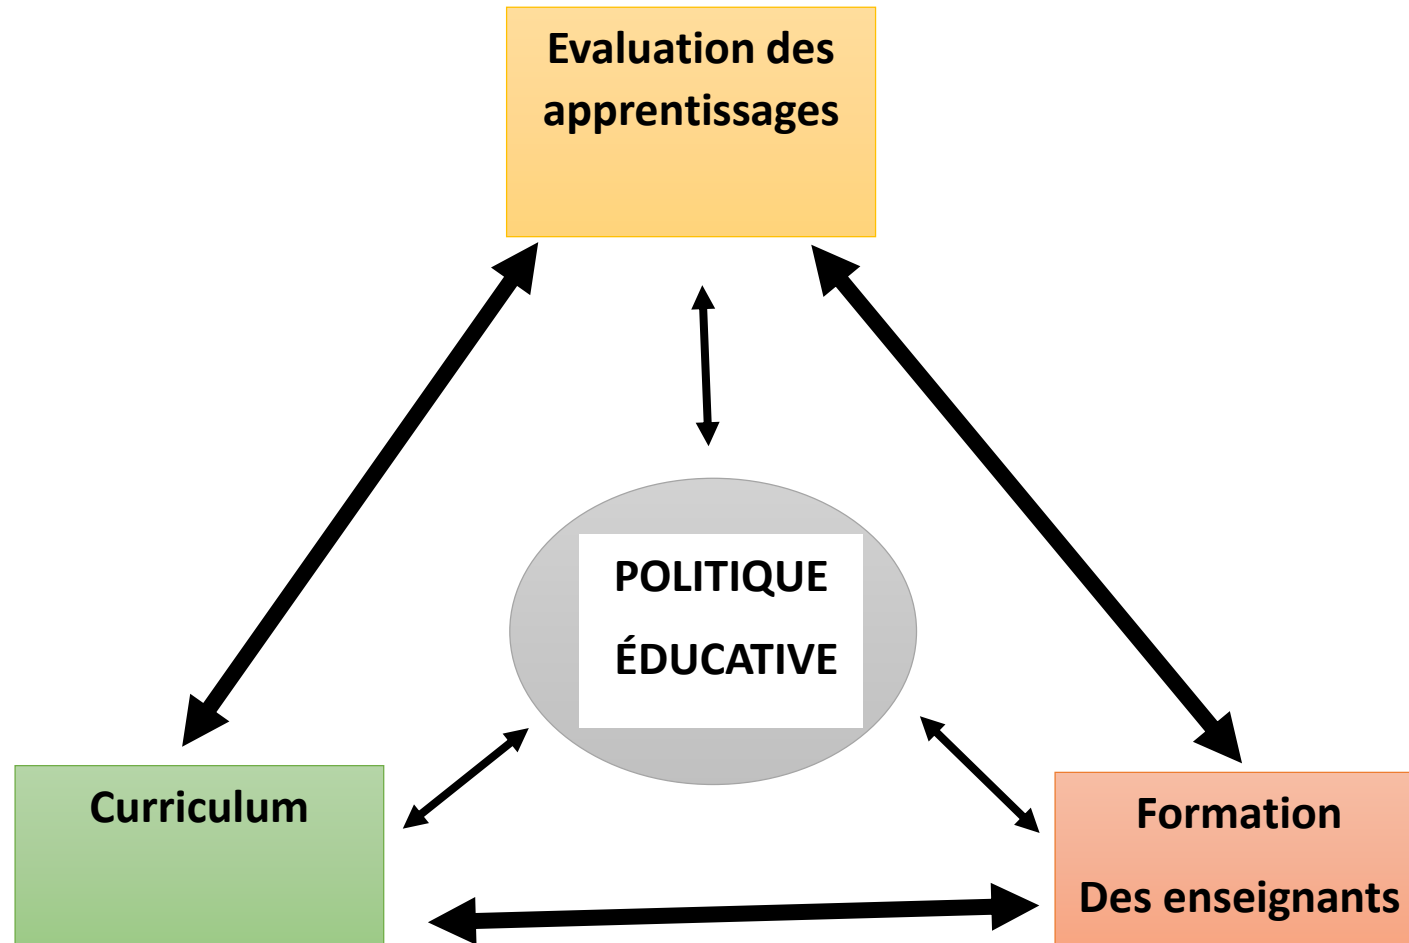 Evaluation des
apprentissages
POLITIQUE
ÉDUCATIVE
Curriculum
Formation
Des enseignants